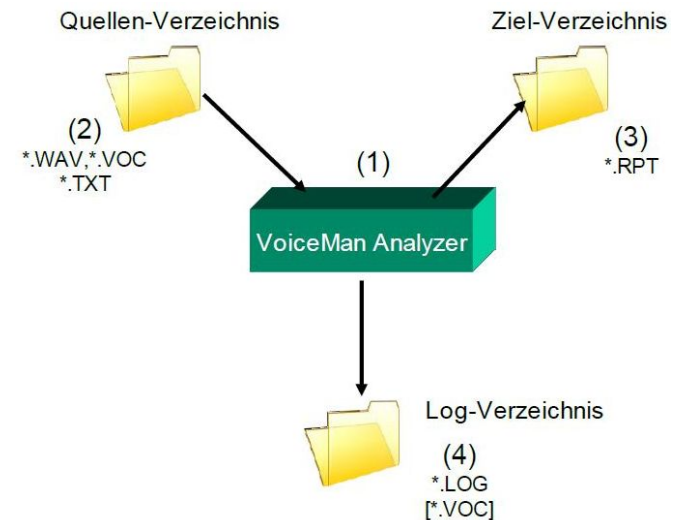 Quellen-Verzeichnis
Ziel-Verzeichnis
(2)
*.WAV,*.VOC
*.TXT
(1)
(3)
*.RPT
VoiceMan Analyzer
Log-Verzeichnis
(4)
*.LOG
[*.VOC]